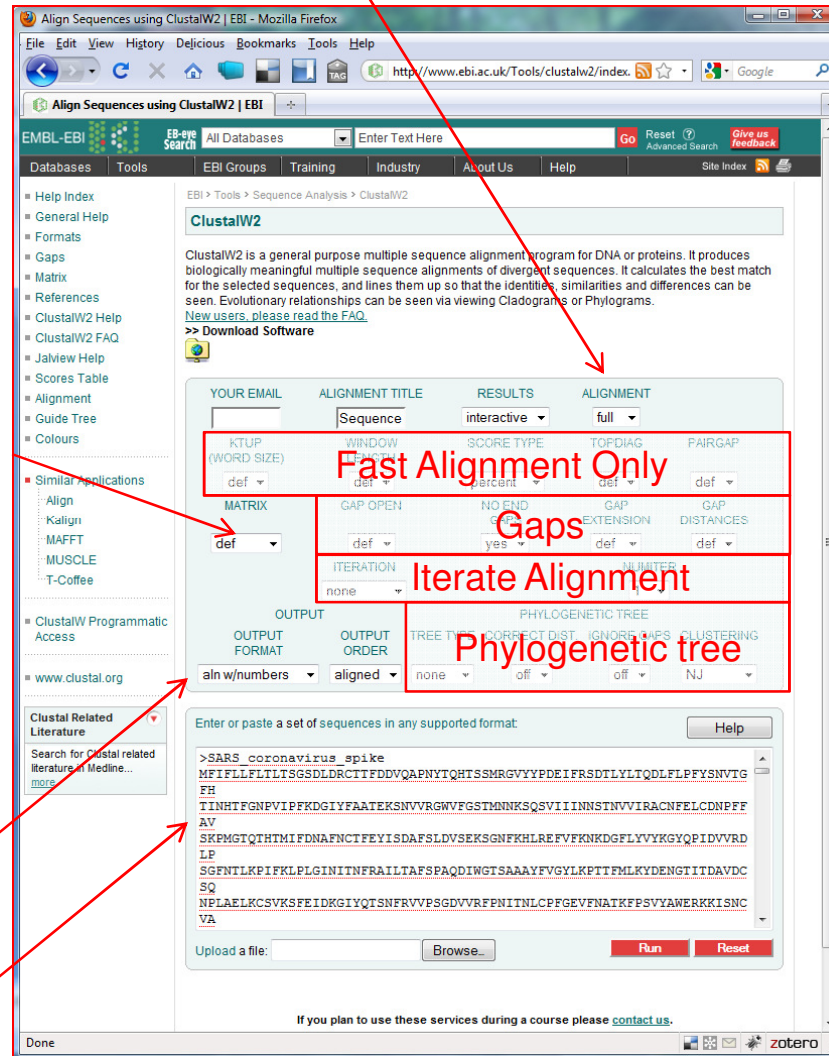 Align Sequences using ClustalW2 | EBI - Mozilla Firefox
File Edit View History Delicious Bookmarks Tools Help
TAG http://www.ebi.ac.uk/Tools/clustalw2/index. Google
Align Sequences using ClustalW2 | EBI
EMBL-EBI EB-eye Search All Databases Enter Text Here Go Reset ? Advanced Search Give us feedback
Databases Tools EBI Groups Training Industry About Us Help Site Index
Help Index
General Help
Formats
Gaps
Matrix
References
ClustalW2 Help
ClustalW2 FAQ
Jalview Help
Scores Table
Alignment
Guide Tree
Colours
Similar Applications
Align
Kalign
MAFFT
MUSCLE
T-Coffee
ClustalW Programmatic
Access
www.clustal.org
Clustal Related
Literature
Search for Clustal related
literature in Medline...
more
EBI > Tools > Sequence Analysis > ClustalW2
ClustalW2
ClustalW2 is a general purpose multiple sequence alignment program for DNA or proteins. It produces
biologically meaningful multiple sequence alignments of divergent sequences. It calculates the best match
for the selected sequences, and lines them up so that the identities, similarities and differences can be
seen. Evolutionary relationships can be seen via viewing Cladograms or Phylograms.
New users, please read the FAQ.
>> Download Software
YOUR EMAIL ALIGNMENT TITLE RESULTS ALIGNMENT
Sequence interactive full
KTUP (WORD SIZE) WINDOW LENGTH SCORE TYPE TOPDIAG PAIRGAP
Fast Alignment Only
def def percent def def
MATRIX GAP OPEN NO END GAPS GAP EXTENSION GAP DISTANCES
Gaps
def def yes def def
ITERATION NUMITER
Iterate Alignment
none 1
OUTPUT PHYLOGENETIC TREE
OUTPUT FORMAT OUTPUT ORDER TREE TYPE CORRECT DIST. IGNORE GAPS CLUSTERING
Phylogenetic tree
aln w/numbers aligned none off off NJ
Enter or paste a set of sequences in any supported format: Help
>SARS_coronavirus_spike
MFIFLLFLTLTSGSDLDRCTTFDDVQAPNYTQHTSSMRGVYYPDEIFRSDTLYLTQDLFLPFYSNVTG
FH
TINHTFGNPVIPFKDGIYFAATEKSNVVRGWVFGSTMNNKSQSVIIINNSTNVVIRACNFELCDNPFF
AV
SKPMGTQTHTMIFDNAFNCTFEYISDAFSLDVSEKSGNFKHLREFVFKNKDGFLYVYKGYQPIDVVRD
LP
SGFNTLKPIFKLPLGINITNFRAILTAFSPAQDIWGTSAAAYFVGYLKPTTFMLKYDENGTITDAVDC
SQ
NPLAELKCSVKSFEIDKGIYQTSNFRVVPSGDVVRFPNITNLCPFGEVFNATKFPSVYAWERKKISNC
VA
Upload a file: Browse_ Run Reset
If you plan to use these services during a course please contact us.
Done zotero